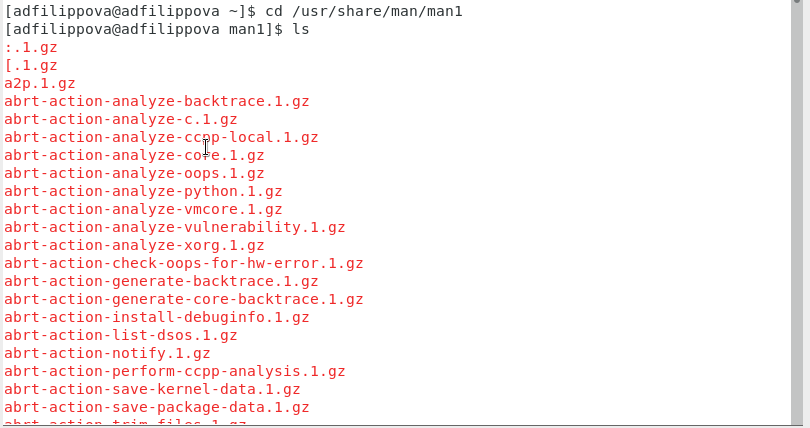 [adfilippova@adfilippova ~]$ cd /usr/share/man/man1
[adfilippova@adfilippova man1]$ ls
:.1.gz
[.1.gz
a2p.1.gz
abrt-action-analyze-backtrace.1.gz
abrt-action-analyze-c.1.gz
abrt-action-analyze-ccpp-local.1.gz
abrt-action-analyze-core.1.gz
abrt-action-analyze-oops.1.gz
abrt-action-analyze-python.1.gz
abrt-action-analyze-vmcore.1.gz
abrt-action-analyze-vulnerability.1.gz
abrt-action-analyze-xorg.1.gz
abrt-action-check-oops-for-hw-error.1.gz
abrt-action-generate-backtrace.1.gz
abrt-action-generate-core-backtrace.1.gz
abrt-action-install-debuginfo.1.gz
abrt-action-list-dsos.1.gz
abrt-action-notify.1.gz
abrt-action-perform-ccpp-analysis.1.gz
abrt-action-save-kernel-data.1.gz
abrt-action-save-package-data.1.gz
abrt-action-trim-files.1.gz